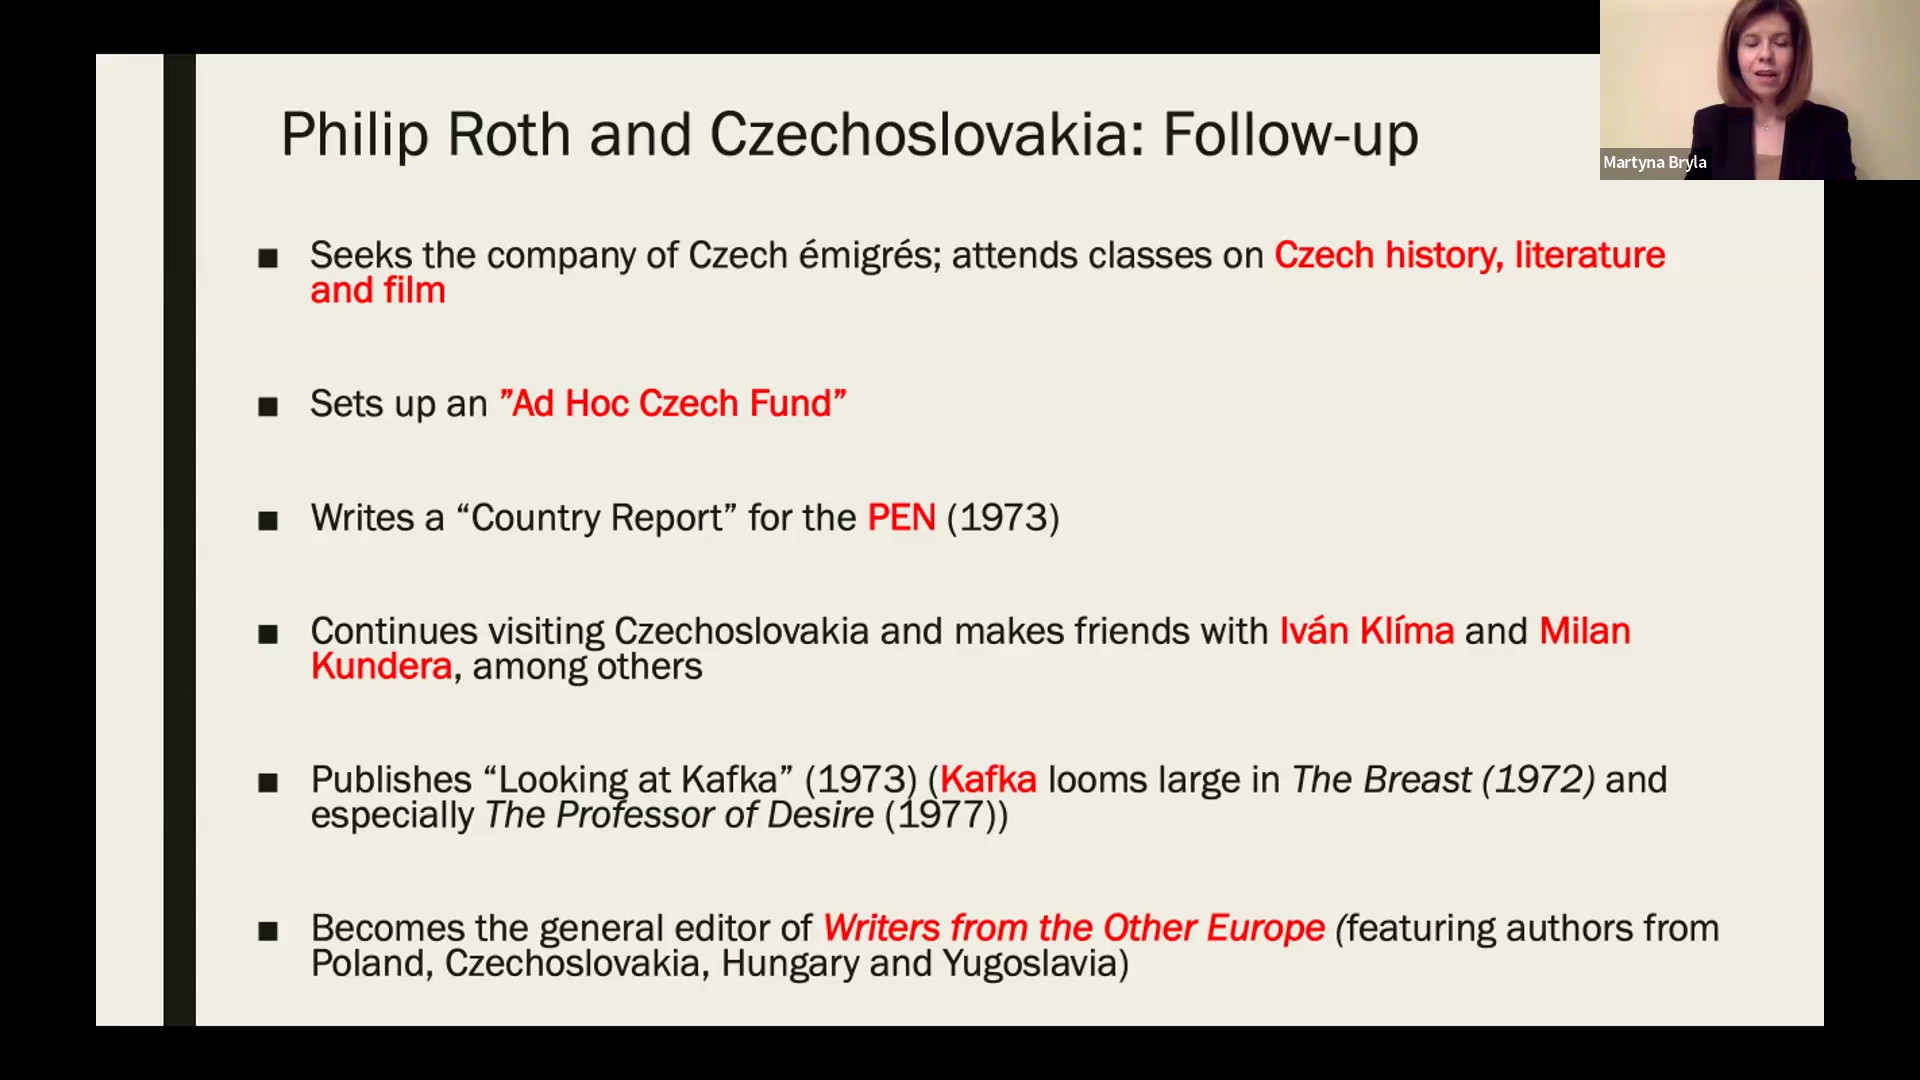 Philip Roth and Czechoslovakia: Follow-up
Martyna Bryla
■ Seeks the company of Czech émigrés; attends classes on Czech history, literature
and film
■ Sets up an ”Ad Hoc Czech Fund”
■ Writes a “Country Report” for the PEN (1973)
■ Continues visiting Czechoslovakia and makes friends with Iván Klíma and Milan
Kundera, among others
■ Publishes “Looking at Kafka” (1973) (Kafka looms large in The Breast (1972) and
especially The Professor of Desire (1977))
■ Becomes the general editor of Writers from the Other Europe (featuring authors from
Poland, Czechoslovakia, Hungary and Yugoslavia)